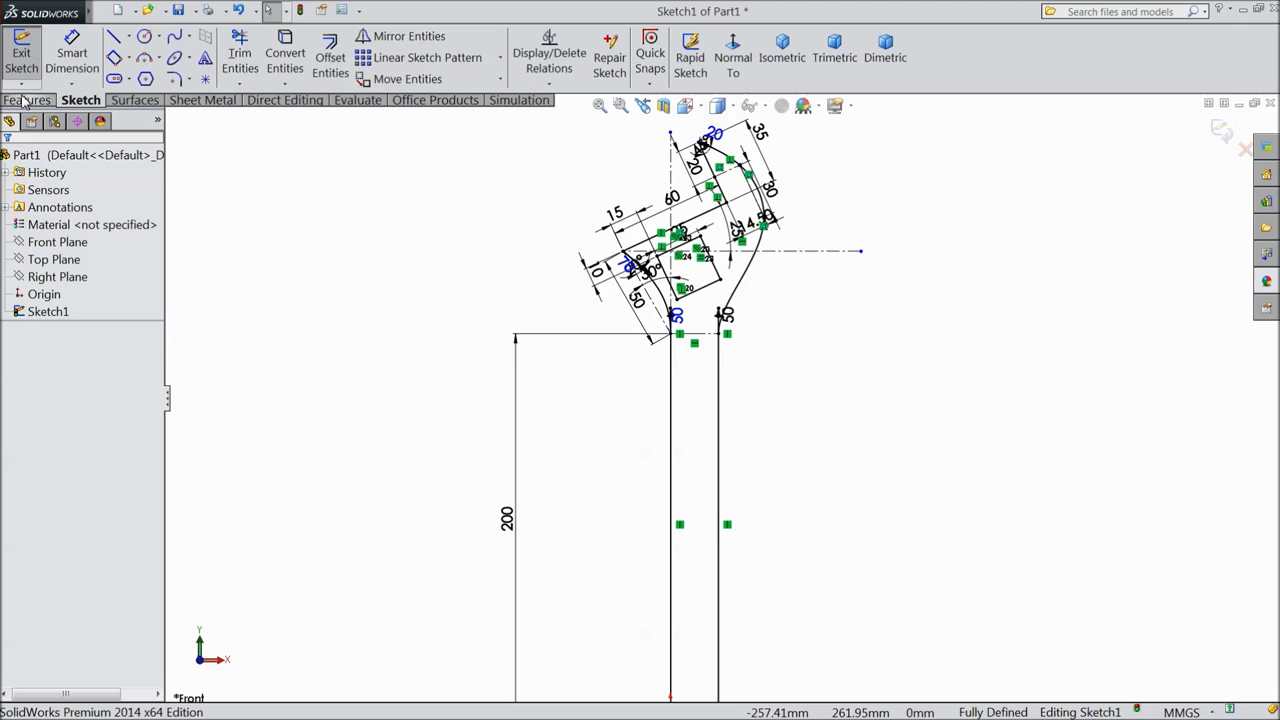 SOLIDWORKS
Sketch1 of Part1 *
Search files and models
Exit Sketch
Smart Dimension
Trim Entities
Convert Entities
Offset Entities
Mirror Entities
Linear Sketch Pattern
Move Entities
Display/Delete Relations
Repair Sketch
Quick Snaps
Rapid Sketch
Normal To
Isometric
Trimetric
Dimetric
Features
Sketch
Surfaces
Sheet Metal
Direct Editing
Evaluate
Office Products
Simulation
Part1 (Default<<Default>_D
History
Sensors
Annotations
Material <not specified>
Front Plane
Top Plane
Right Plane
Origin
Sketch1
20
35
20
30
60
15
25
50
50
50
200
Y
X
*Front
SolidWorks Premium 2014 x64 Edition
-257.41mm
261.95mm
0mm
Fully Defined
Editing Sketch1
MMGS